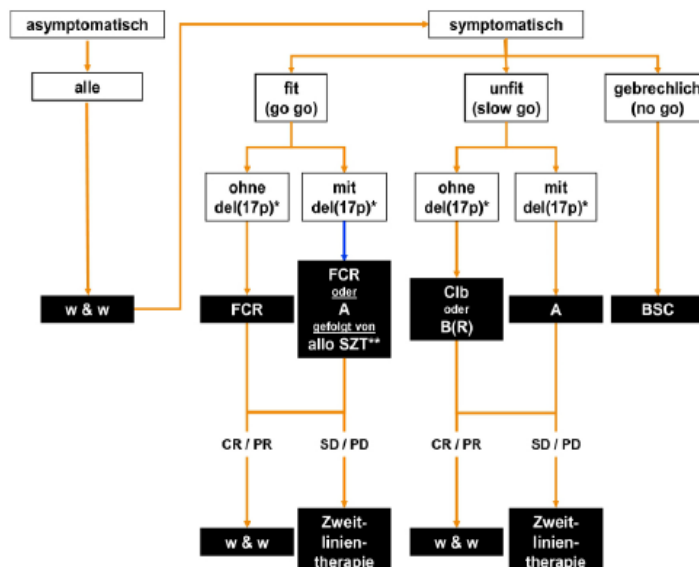 asymptomatisch
symptomatisch
alle
fit
(go go)
unfit
(slow go)
gebrechlich
(no go)
ohne
del(17p)*
mit
del(17p)*
ohne
del(17p)*
mit
del(17p)*
w & w
FCR
FCR
oder
A
gefolgt von
allo SZT**
Clb
oder
B(R)
A
BSC
CR / PR
SD / PD
CR / PR
SD / PD
w & w
Zweit-
linien-
therapie
w & w
Zweit-
linien-
therapie